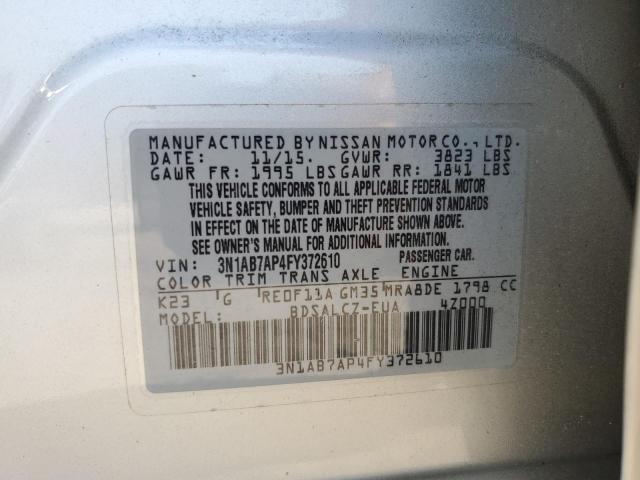 MANUFACTURED BY NISSAN MOTOR CO., LTD.
DATE: 11/15. GVWR: 3823 LBS
GAWR FR: 1995 LBS GAWR RR: 1841 LBS
THIS VEHICLE CONFORMS TO ALL APPLICABLE FEDERAL MOTOR
VEHICLE SAFETY, BUMPER AND THEFT PREVENTION STANDARDS
IN EFFECT ON THE DATE OF MANUFACTURE SHOWN ABOVE.
SEE OWNER'S MANUAL FOR ADDITIONAL INFORMATION.
VIN: 3N1AB7AP4FY372610 PASSENGER CAR.
COLOR TRIM TRANS AXLE ENGINE
K23 G RE0F11A GM35 MRA8DE 1798 CC
MODEL: BDSALCZ-EUA 4Z000
3N1AB7AP4FY372610